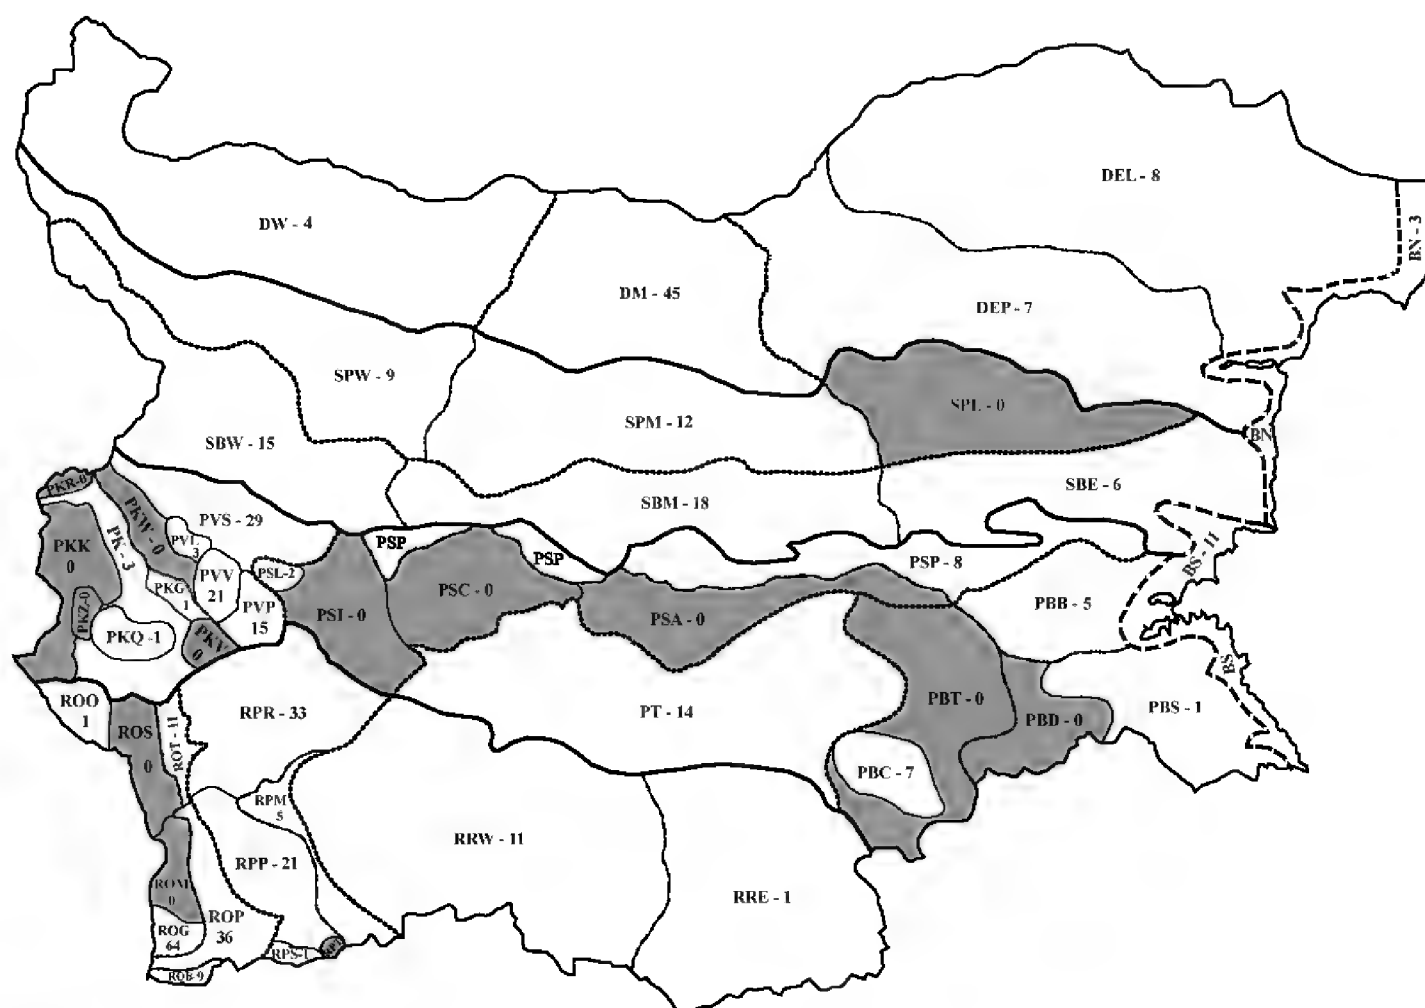 DEL - 8
BN - 3
DW - 4
DM - 45
DEP - 7
SPW - 9
SPL - 0
SPM - 12
SBW - 15
BN
PKR-0
SBE - 6
SBM - 18
PKW - 0
PVS - 29
PK - 3
PKK
0
3
PSP
PSP
PSP - 8
BS - 11
PVV
21
PSL-2
PKG
1
PSI - 0
PSC - 0
PKZ-0
PVP
15
PBB - 5
PSA - 0
PKQ -1
PKV
0
BS
ROO
1
RPR - 33
PT - 14
PBT - 0
PBS - 1
ROS
0
ROT - 11
PBD - 0
PBC - 7
RPM
5
RRW - 11
RPP - 21
ROM
0
RRE - 1
ROP
36
ROG
64
RPS-1